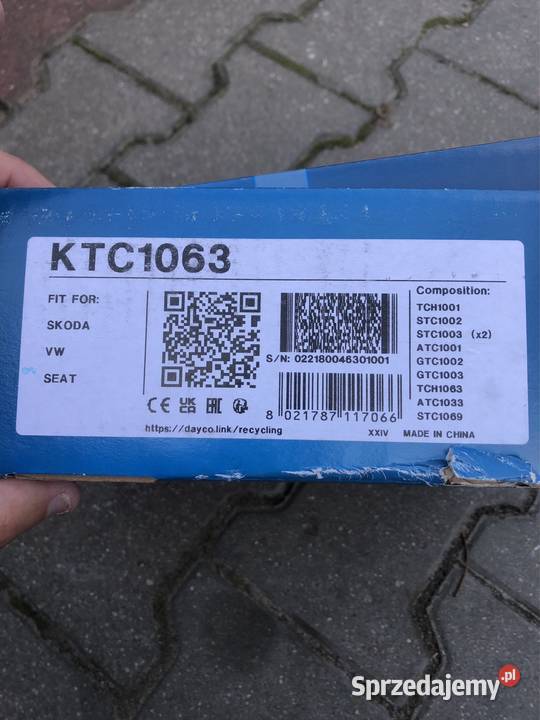 KTC1063
FIT FOR:
SKODA
VW
SEAT
S/N: 022180046301001
CE UK CA EAC
8 021787 117066
https://dayco.link/recycling
XXIV MADE IN CHINA
Composition:
TCH1001
STC1002
STC1003 (x2)
ATC1001
GTC1002
GTC1003
TCH1063
ATC1033
STC1069
Sprzedajemy.pl